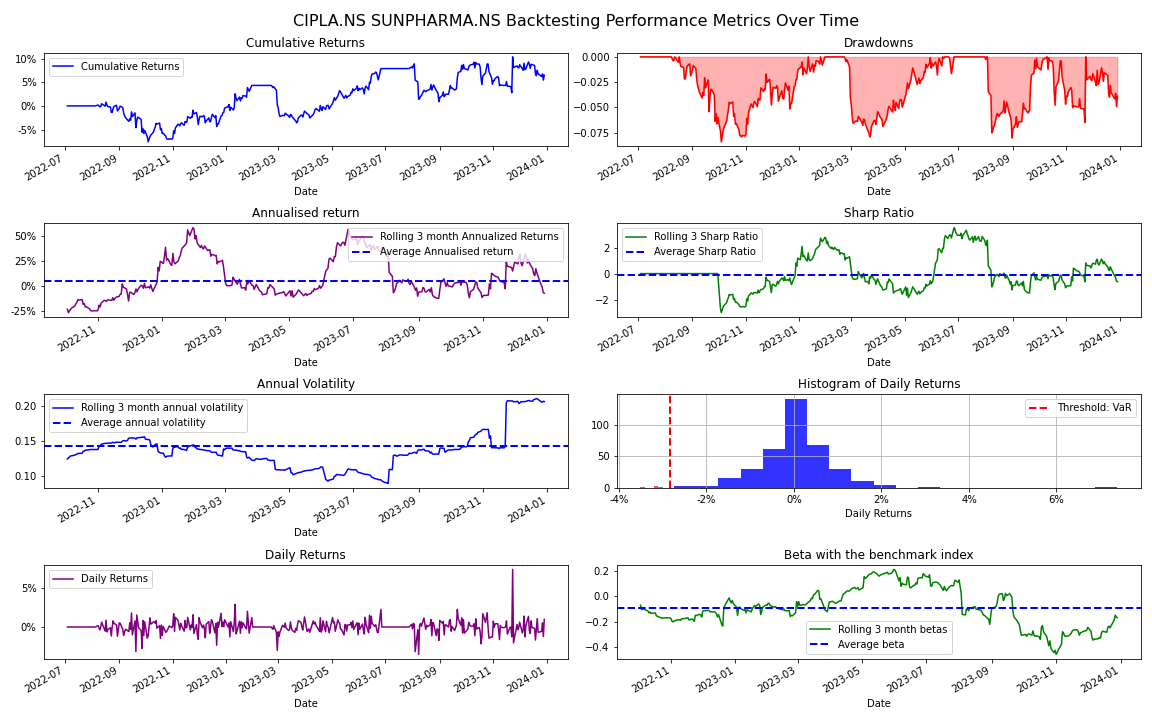 CIPLA.NS SUNPHARMA.NS Backtesting Performance Metrics Over Time
Cumulative Returns
10%
5%
0%
-5%
Cumulative Returns
2022-07 2022-09 2022-11 2023-01 2023-03 2023-05 2023-07 2023-09 2023-11 2024-01
Date
Drawdowns
0.000
−0.025
−0.050
−0.075
2022-07 2022-09 2022-11 2023-01 2023-03 2023-05 2023-07 2023-09 2023-11 2024-01
Date
Annualised return
50%
25%
0%
-25%
Rolling 3 month Annualized Returns
Average Annualised return
2022-11 2023-01 2023-03 2023-05 2023-07 2023-09 2023-11 2024-01
Date
Sharp Ratio
2
0
−2
Rolling 3 Sharp Ratio
Average Sharp Ratio
2022-07 2022-09 2022-11 2023-01 2023-03 2023-05 2023-07 2023-09 2023-11 2024-01
Date
Annual Volatility
0.20
0.15
0.10
Rolling 3 month annual volatility
Average annual volatility
2022-11 2023-01 2023-03 2023-05 2023-07 2023-09 2023-11 2024-01
Date
Histogram of Daily Returns
100
50
0
Threshold: VaR
-4% -2% 0% 2% 4% 6%
Daily Returns
Daily Returns
5%
0%
Daily Returns
2022-07 2022-09 2022-11 2023-01 2023-03 2023-05 2023-07 2023-09 2023-11 2024-01
Date
Beta with the benchmark index
0.2
0.0
−0.2
−0.4
Rolling 3 month betas
Average beta
2022-11 2023-01 2023-03 2023-05 2023-07 2023-09 2023-11 2024-01
Date